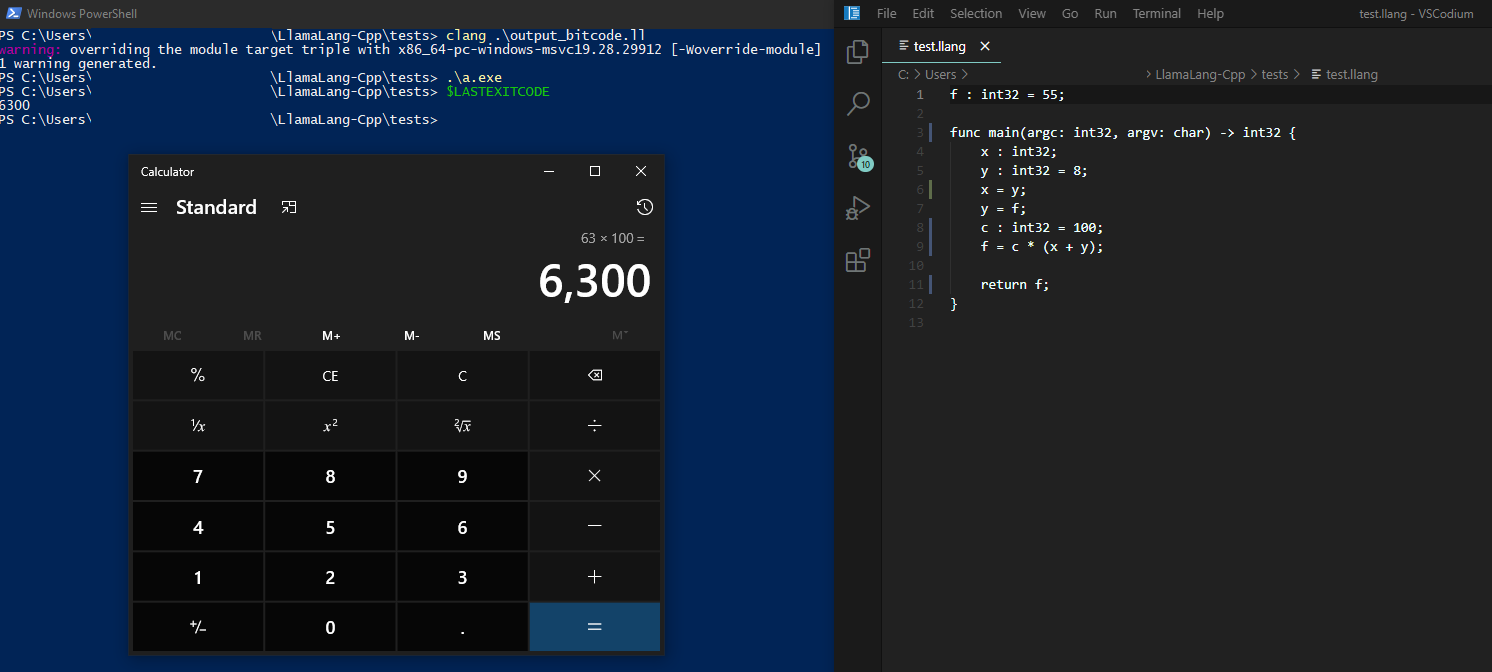 Windows PowerShell
PS C:\Users\ \LlamaLang-Cpp\tests> clang .\output_bitcode.ll
warning: overriding the module target triple with x86_64-pc-windows-msvc19.28.29912 [-Woverride-module]
1 warning generated.
PS C:\Users\ \LlamaLang-Cpp\tests> .\a.exe
PS C:\Users\ \LlamaLang-Cpp\tests> $LASTEXITCODE
6300
PS C:\Users\ \LlamaLang-Cpp\tests>
Calculator
Standard
63 × 100 =
6,300
MC MR M+ M- MS M˅
% CE C
¹/x x² ²√x ÷
7 8 9 ×
4 5 6 −
1 2 3 +
+/− 0 . =
File Edit Selection View Go Run Terminal Help test.llang - VSCodium
test.llang
C: > Users > > LlamaLang-Cpp > tests > test.llang
10
1 f : int32 = 55;
2
3 func main(argc: int32, argv: char) -> int32 {
4 x : int32;
5 y : int32 = 8;
6 x = y;
7 y = f;
8 c : int32 = 100;
9 f = c * (x + y);
10
11 return f;
12 }
13